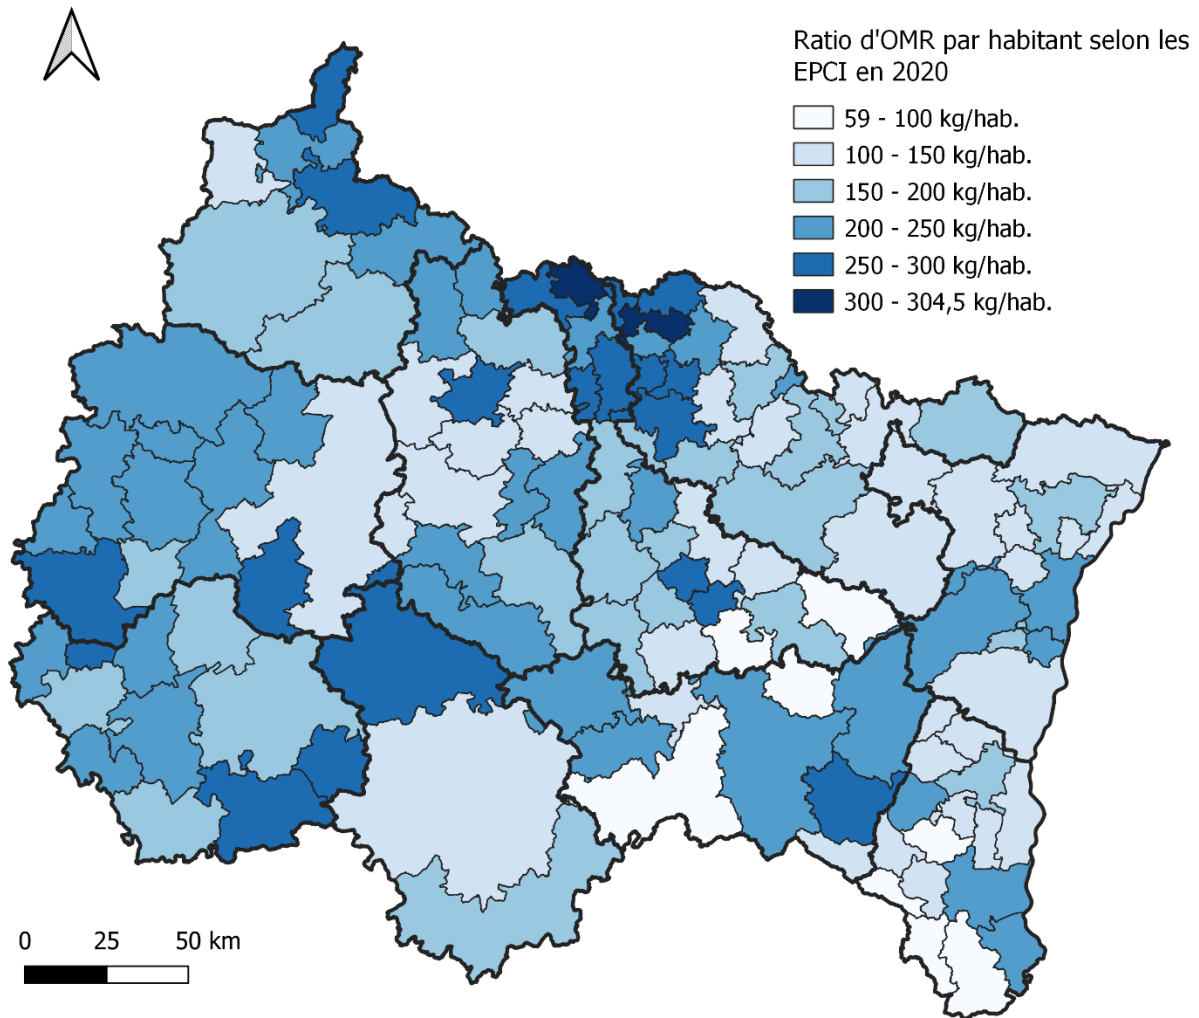 Ratio d'OMR par habitant selon les
EPCI en 2020
59 - 100 kg/hab.
100 - 150 kg/hab.
150 - 200 kg/hab.
200 - 250 kg/hab.
250 - 300 kg/hab.
300 - 304,5 kg/hab.
0 25 50 km